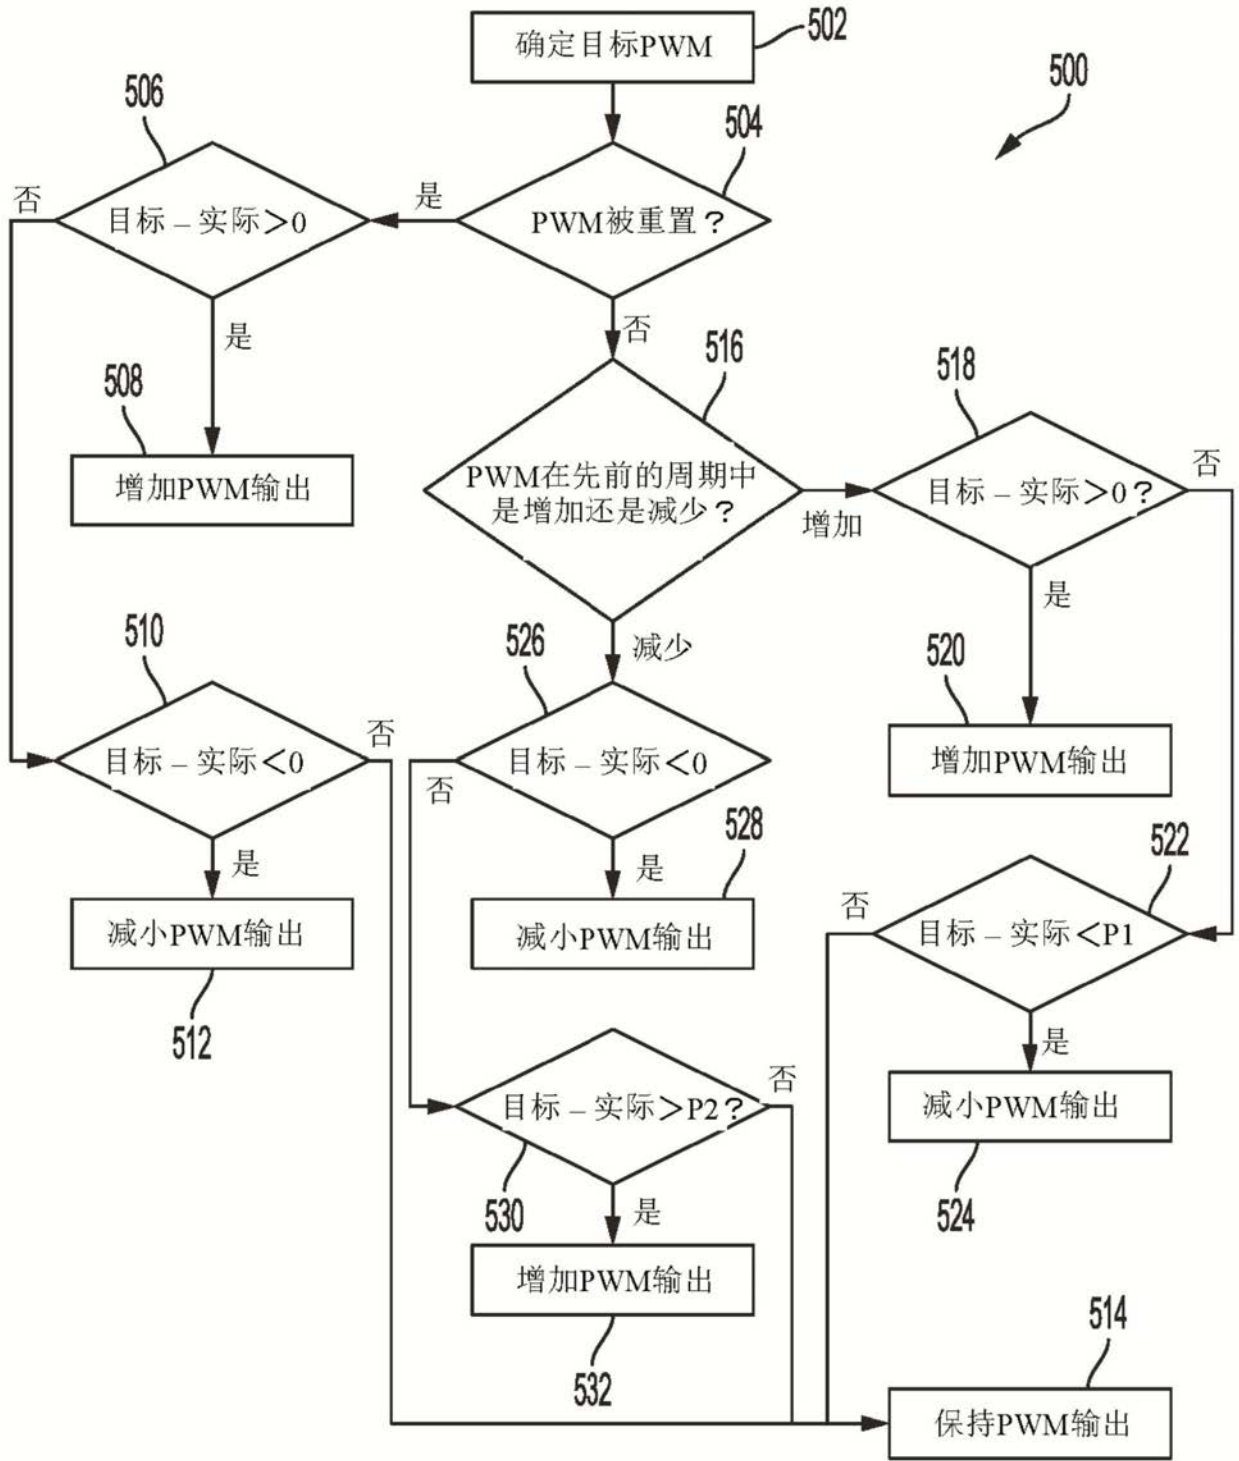 确定目标PWM
502
500
506
504
否
目标－实际＞0
是
PWM被重置？
是
否
516
518
508
增加PWM输出
PWM在先前的周期中
是增加还是减少？
增加
目标－实际＞0？
否
是
510
526
减少
520
目标－实际＜0
否
目标－实际＜0
否
增加PWM输出
528
522
是
是
否
减小PWM输出
减小PWM输出
目标－实际＜P1
512
是
目标－实际＞P2？
否
减小PWM输出
530
是
524
增加PWM输出
514
532
保持PWM输出